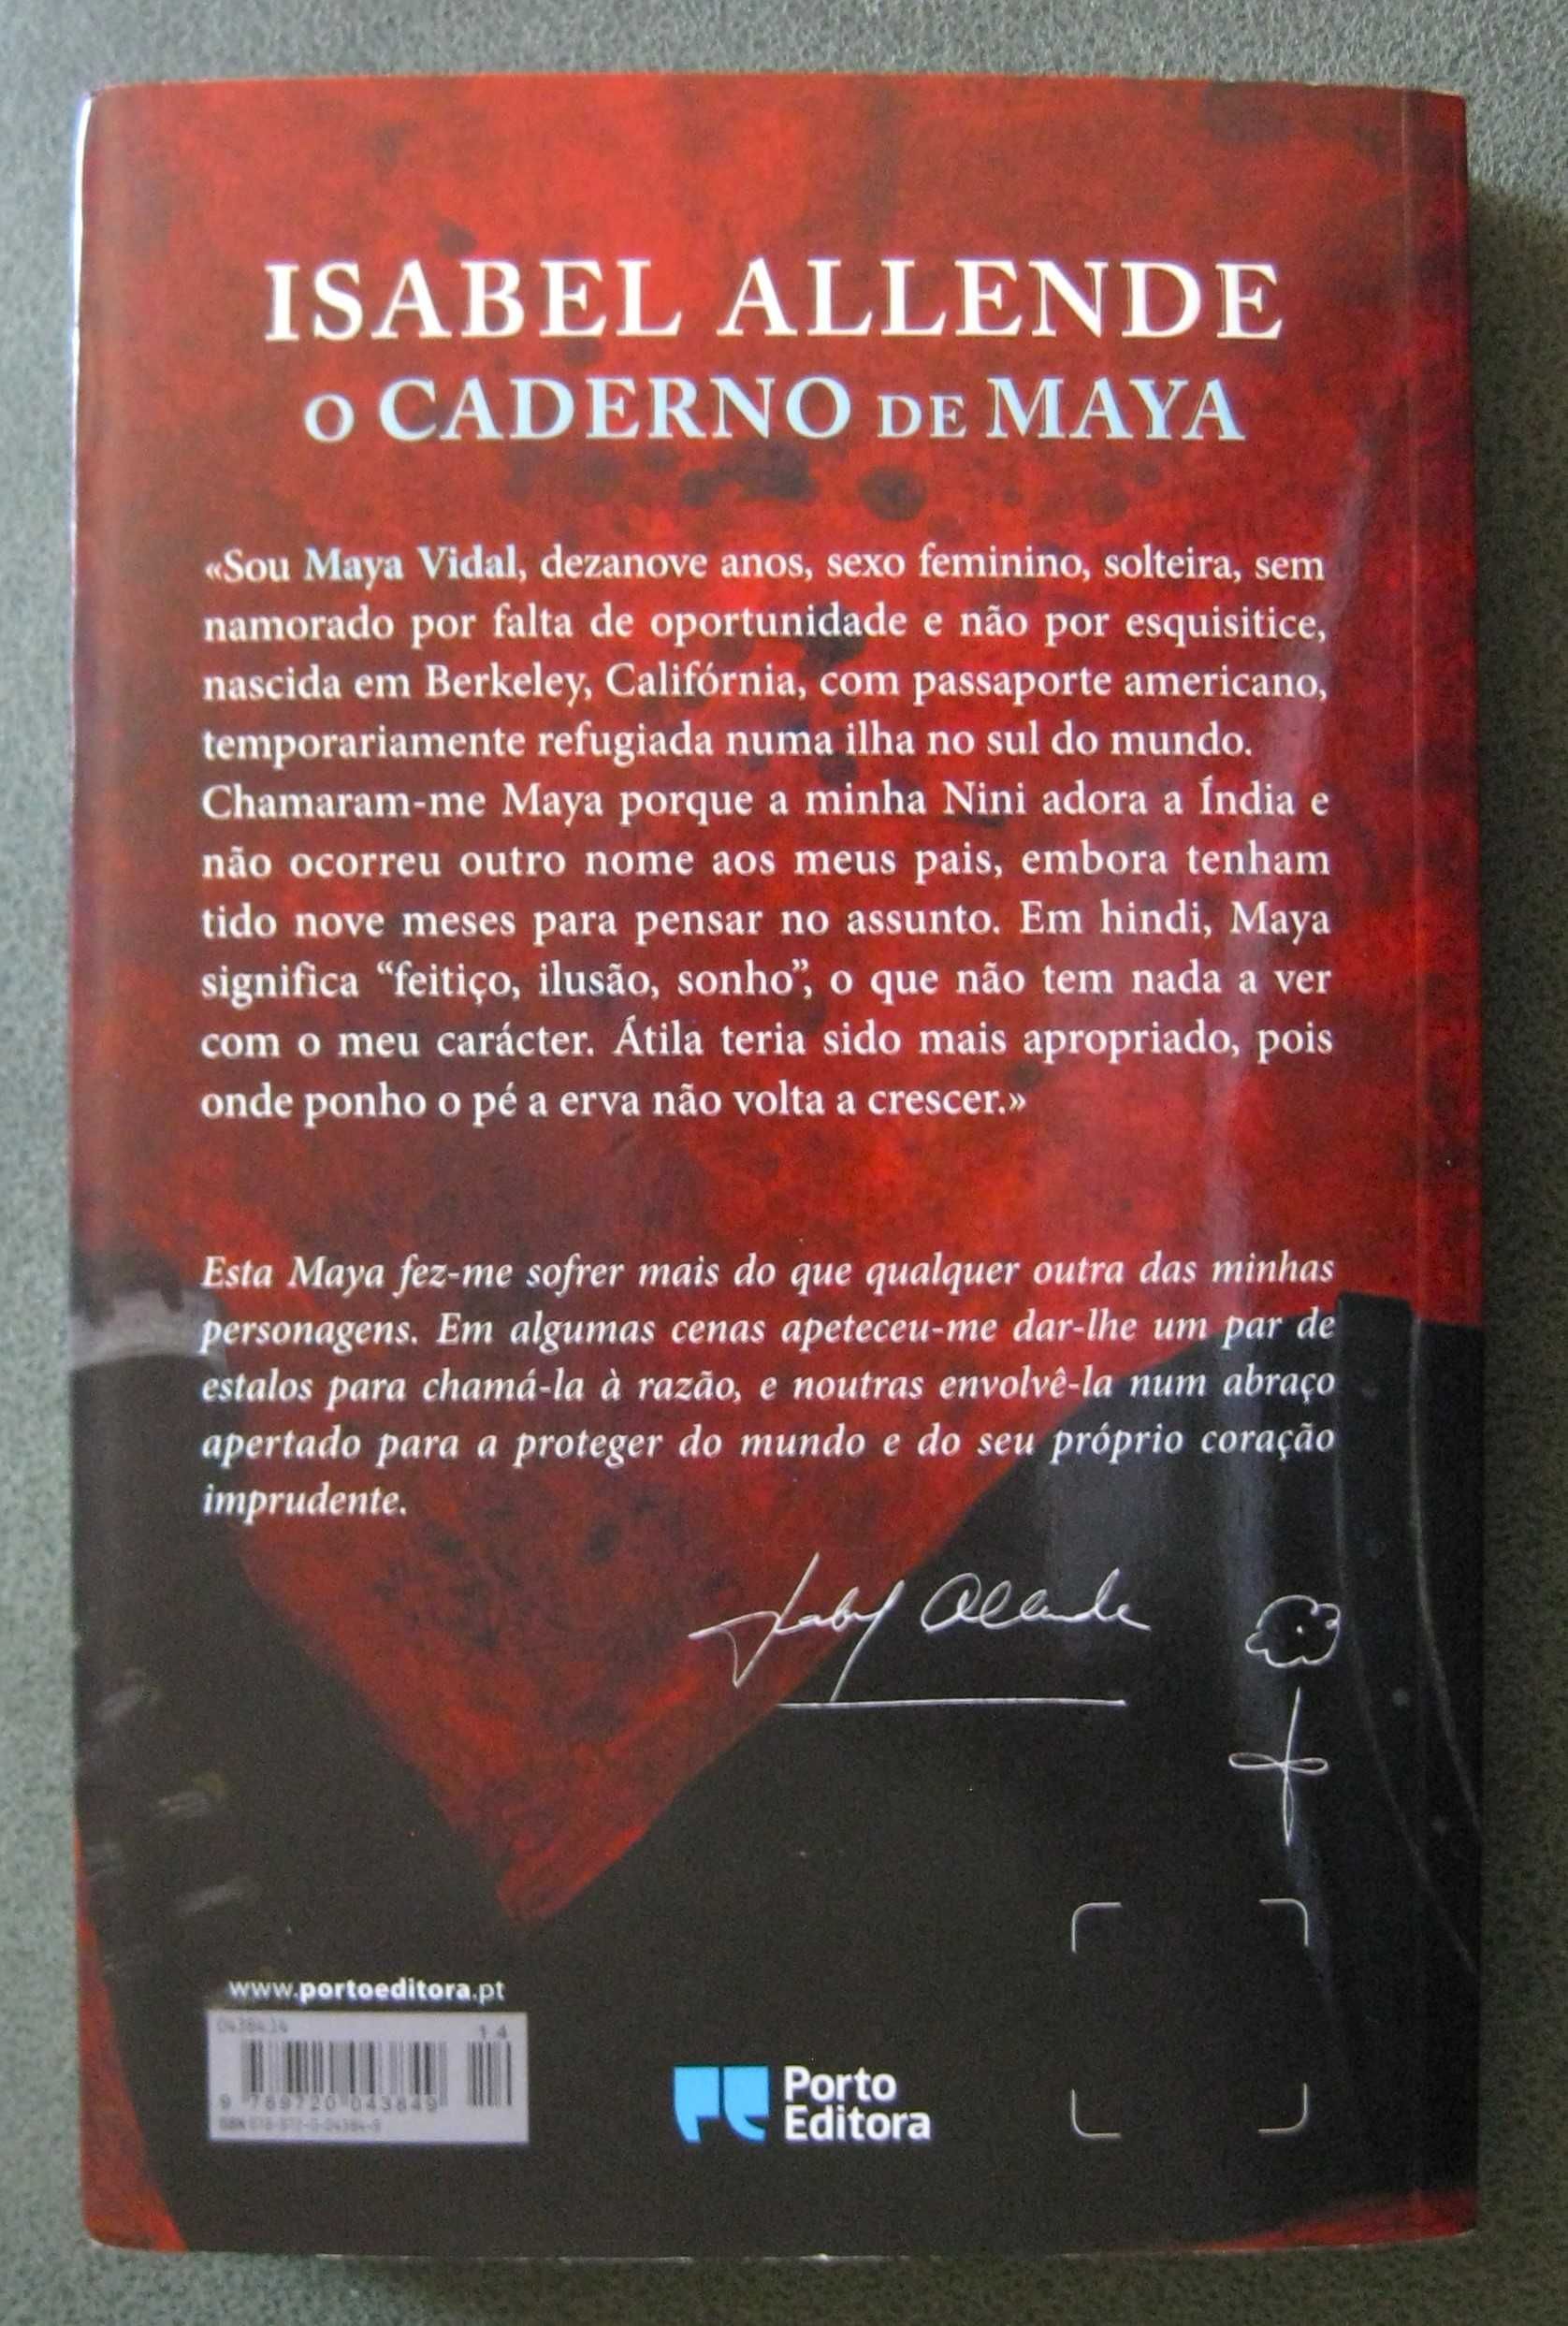 ISABEL ALLENDE
O CADERNO DE MAYA
«Sou Maya Vidal, dezanove anos, sexo feminino, solteira, sem
namorado por falta de oportunidade e não por esquisitice,
nascida em Berkeley, Califórnia, com passaporte americano,
temporariamente refugiada numa ilha no sul do mundo.
Chamaram-me Maya porque a minha Nini adora a Índia e
não ocorreu outro nome aos meus pais, embora tenham
tido nove meses para pensar no assunto. Em hindi, Maya
significa “feitiço, ilusão, sonho”, o que não tem nada a ver
com o meu carácter. Átila teria sido mais apropriado, pois
onde ponho o pé a erva não volta a crescer.»
Esta Maya fez-me sofrer mais do que qualquer outra das minhas
personagens. Em algumas cenas apeteceu-me dar-lhe um par de
estalos para chamá-la à razão, e noutras envolvê-la num abraço
apertado para a proteger do mundo e do seu próprio coração
imprudente.
Isabel Allende
www.portoeditora.pt
14
9 789720 043849
Porto
Editora